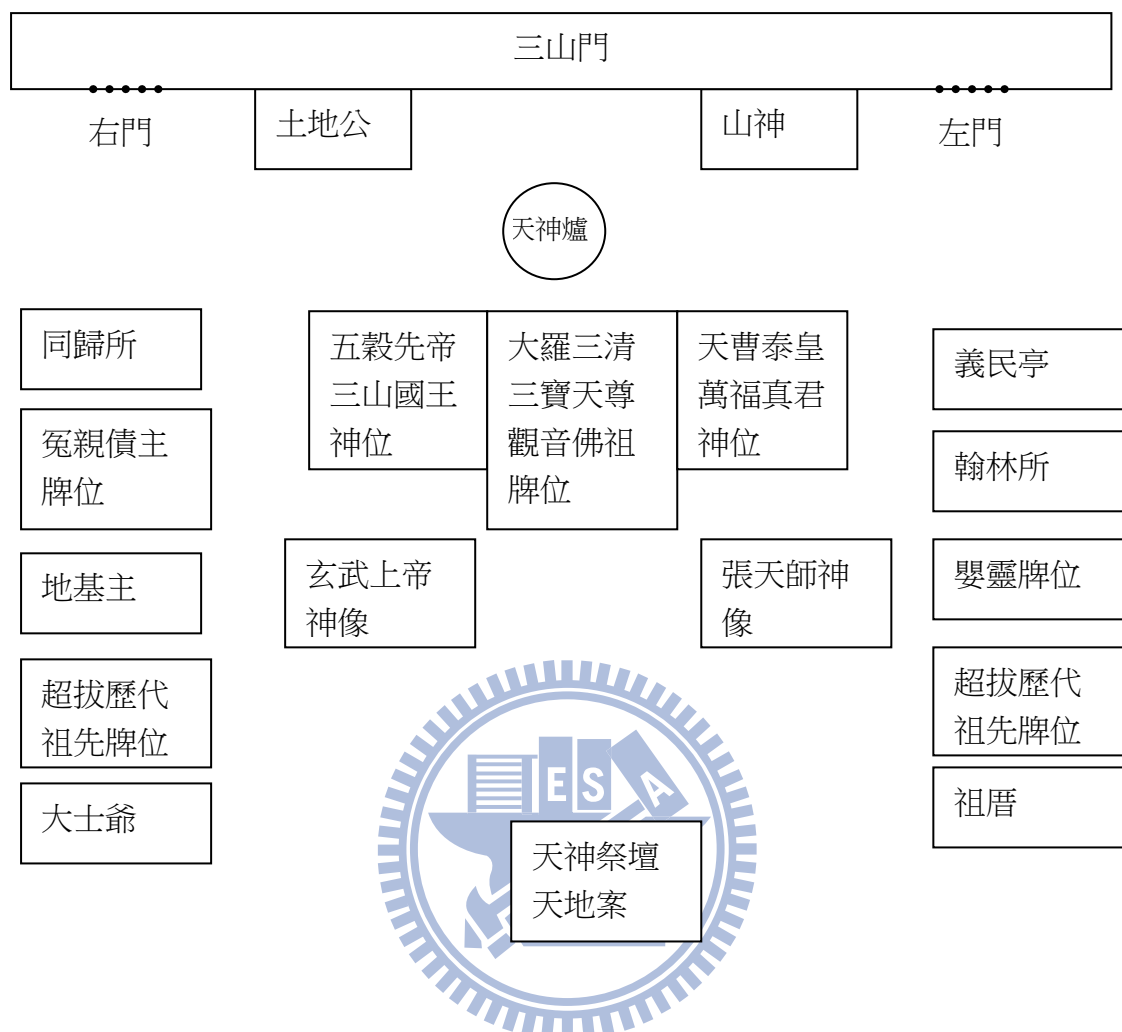 三山門
右門
土地公
山神
左門
天神爐
同歸所
五穀先帝
三山國王
神位
大羅三清
三寶天尊
觀音佛祖
牌位
天曹泰皇
萬福真君
神位
義民亭
冤親債主
牌位
翰林所
地基主
玄武上帝
神像
張天師神
像
嬰靈牌位
超拔歷代
祖先牌位
超拔歷代
祖先牌位
大士爺
祖厝
E S A
天神祭壇
天地案